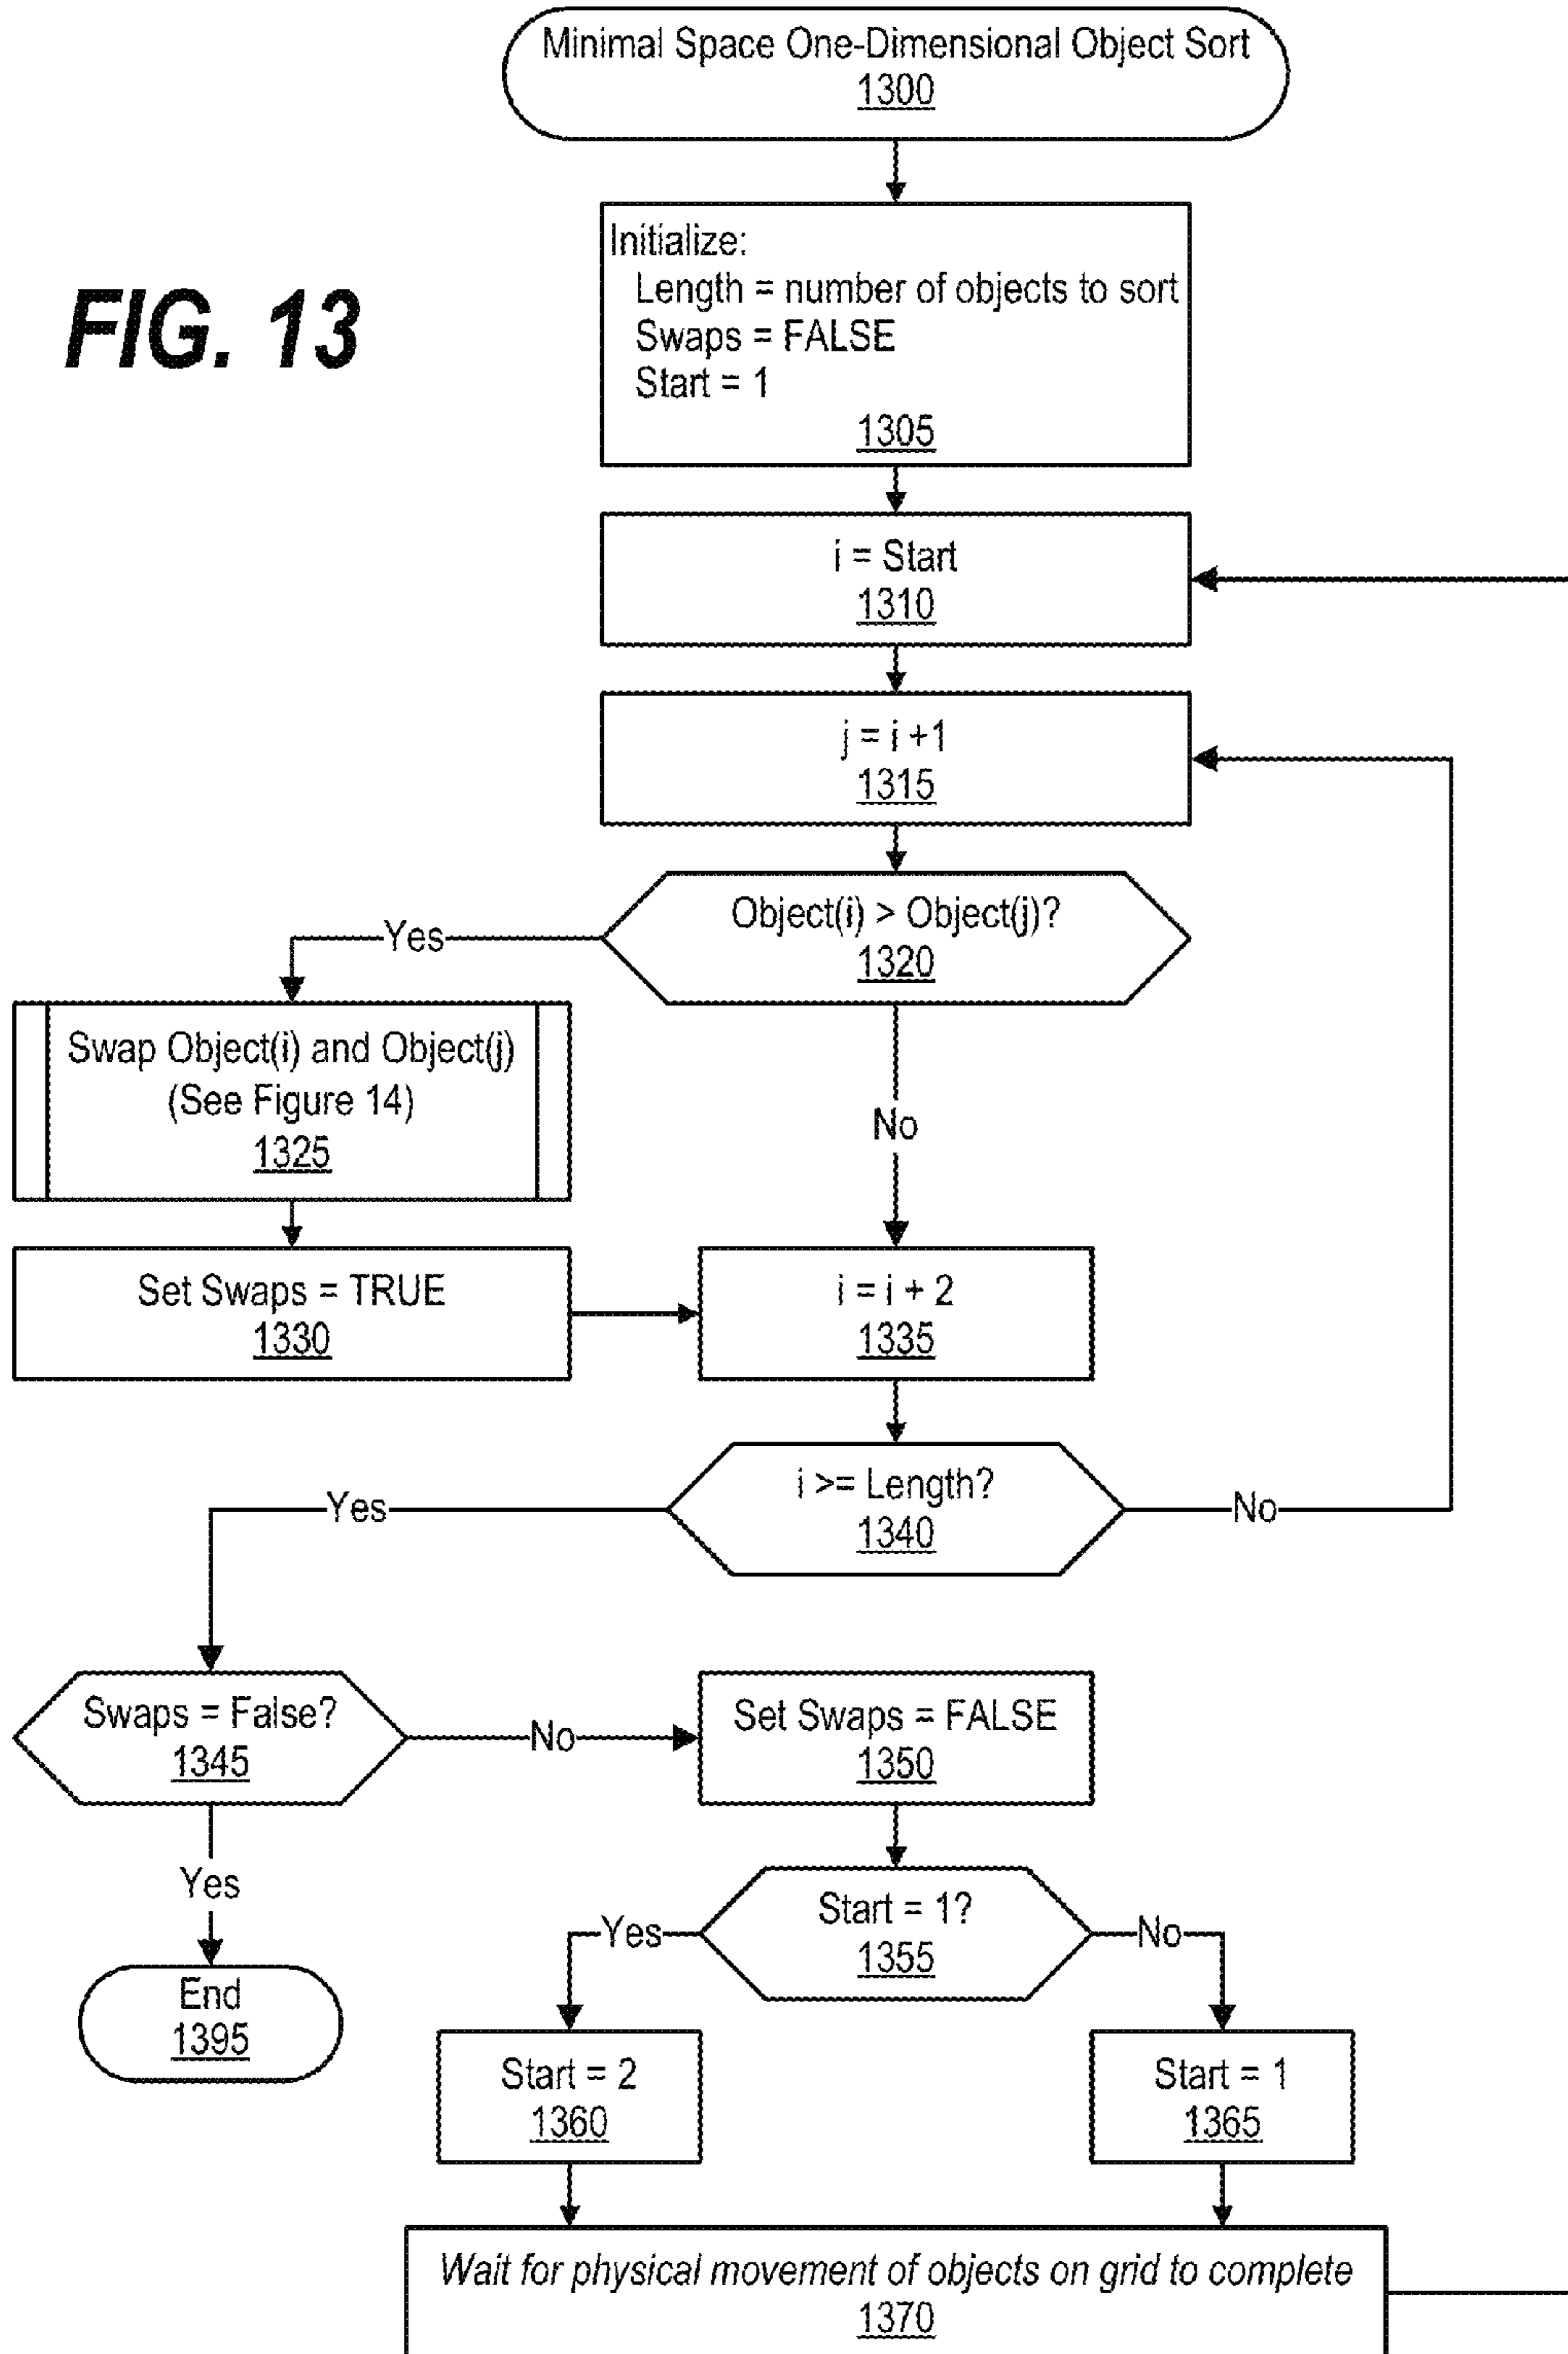 Minimal Space One-Dimensional Object Sort
1300
FIG. 13
Initialize:
Length = number of objects to sort
Swaps = FALSE
Start = 1
1305
i = Start
1310
j = i +1
1315
Object(i) > Object(j)?
1320
Yes
Swap Object(i) and Object(j)
(See Figure 14)
1325
No
Set Swaps = TRUE
1330
i = i + 2
1335
i >= Length?
1340
Yes
No
Swaps = False?
1345
No
Set Swaps = FALSE
1350
Yes
End
1395
Start = 1?
1355
Yes
No
Start = 2
1360
Start = 1
1365
Wait for physical movement of objects on grid to complete
1370